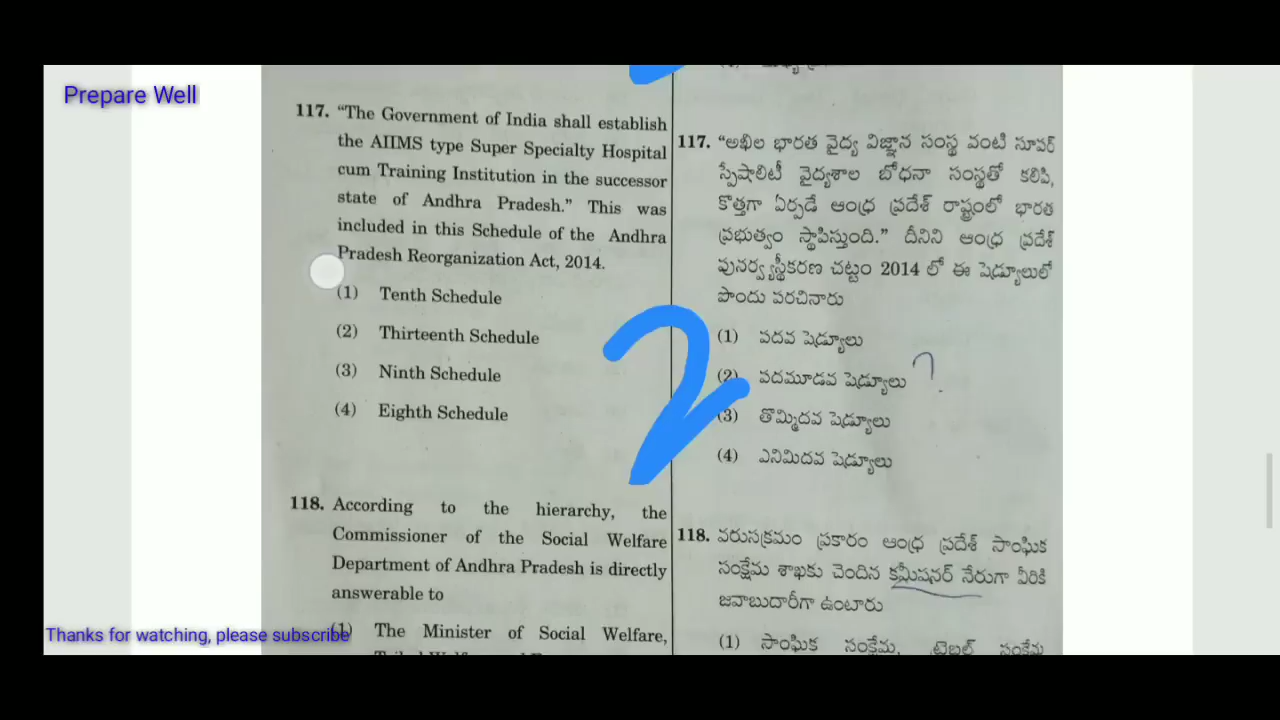 Prepare Well
117. “The Government of India shall establish
the AIIMS type Super Specialty Hospital
cum Training Institution in the successor
state of Andhra Pradesh.” This was
included in this Schedule of the Andhra
Pradesh Reorganization Act, 2014.
(1) Tenth Schedule
(2) Thirteenth Schedule
(3) Ninth Schedule
(4) Eighth Schedule
118. According to the hierarchy, the
Commissioner of the Social Welfare
Department of Andhra Pradesh is directly
answerable to
(1) The Minister of Social Welfare,
117. “అఖిల భారత వైద్య విజ్ఞాన సంస్థ వంటి సూపర్
స్పేషాలిటీ వైద్యశాల బోధనా సంస్థతో కలిపి,
కొత్తగా ఏర్పడే ఆంధ్ర ప్రదేశ్ రాష్ట్రంలో భారత
ప్రభుత్వం స్థాపిస్తుంది.” దీనిని ఆంధ్ర ప్రదేశ్
పునర్వ్యస్థీకరణ చట్టం 2014 లో ఈ షెడ్యూలులో
పొందు పరచినారు
(1) పదవ షెడ్యూలు
(2) పదమూడవ షెడ్యూలు ?
(3) తొమ్మిదవ షెడ్యూలు
(4) ఎనిమిదవ షెడ్యూలు
2
118. వరుసక్రమం ప్రకారం ఆంధ్ర ప్రదేశ్ సాంఘిక
సంక్షేమ శాఖకు చెందిన కమీషనర్ నేరుగా వీరికి
జవాబుదారీగా ఉంటారు
(1) సాంఘిక సంక్షేమ, ట్రైబల్ సంక్షేమ
Thanks for watching, please subscribe